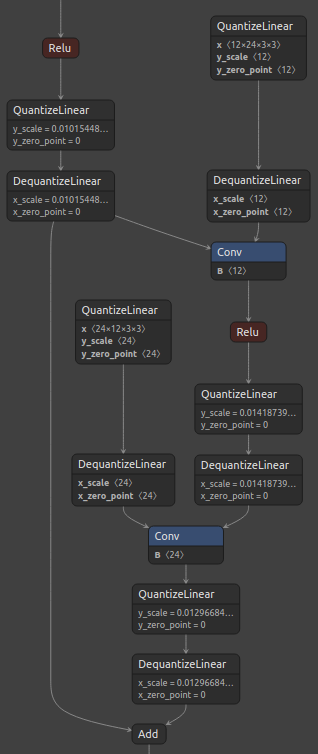 Relu
QuantizeLinear
x ⟨12×24×3×3⟩
y_scale ⟨12⟩
y_zero_point ⟨12⟩
QuantizeLinear
y_scale = 0.01015448...
y_zero_point = 0
DequantizeLinear
x_scale = 0.01015448...
x_zero_point = 0
DequantizeLinear
x_scale ⟨12⟩
x_zero_point ⟨12⟩
Conv
B ⟨12⟩
QuantizeLinear
x ⟨24×12×3×3⟩
y_scale ⟨24⟩
y_zero_point ⟨24⟩
Relu
QuantizeLinear
y_scale = 0.01418739...
y_zero_point = 0
DequantizeLinear
x_scale ⟨24⟩
x_zero_point ⟨24⟩
DequantizeLinear
x_scale = 0.01418739...
x_zero_point = 0
Conv
B ⟨24⟩
QuantizeLinear
y_scale = 0.01296684...
y_zero_point = 0
DequantizeLinear
x_scale = 0.01296684...
x_zero_point = 0
Add